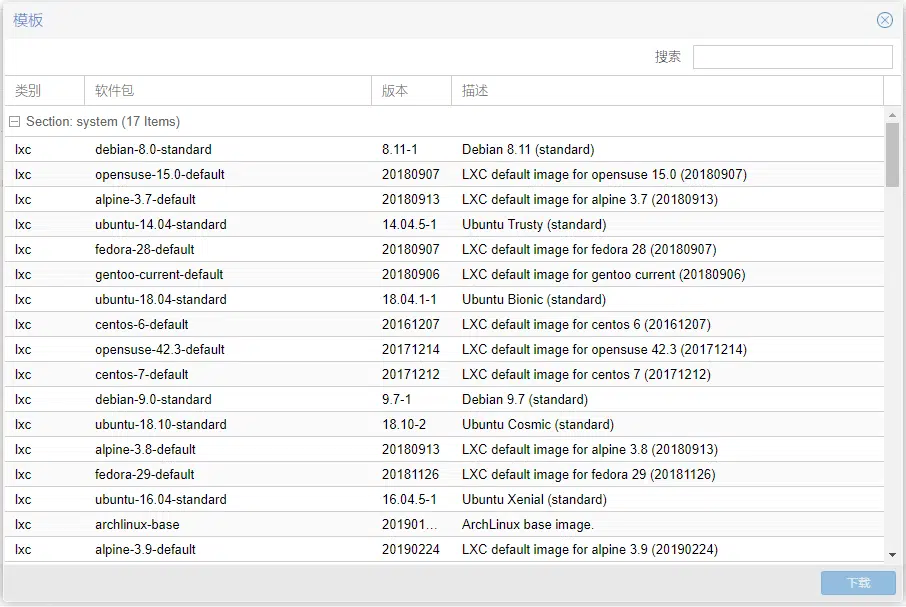 模板
搜索
类别 软件包 版本 描述
Section: system (17 Items)
lxc debian-8.0-standard 8.11-1 Debian 8.11 (standard)
lxc opensuse-15.0-default 20180907 LXC default image for opensuse 15.0 (20180907)
lxc alpine-3.7-default 20180913 LXC default image for alpine 3.7 (20180913)
lxc ubuntu-14.04-standard 14.04.5-1 Ubuntu Trusty (standard)
lxc fedora-28-default 20180907 LXC default image for fedora 28 (20180907)
lxc gentoo-current-default 20180906 LXC default image for gentoo current (20180906)
lxc ubuntu-18.04-standard 18.04.1-1 Ubuntu Bionic (standard)
lxc centos-6-default 20161207 LXC default image for centos 6 (20161207)
lxc opensuse-42.3-default 20171214 LXC default image for opensuse 42.3 (20171214)
lxc centos-7-default 20171212 LXC default image for centos 7 (20171212)
lxc debian-9.0-standard 9.7-1 Debian 9.7 (standard)
lxc ubuntu-18.10-standard 18.10-2 Ubuntu Cosmic (standard)
lxc alpine-3.8-default 20180913 LXC default image for alpine 3.8 (20180913)
lxc fedora-29-default 20181126 LXC default image for fedora 29 (20181126)
lxc ubuntu-16.04-standard 16.04.5-1 Ubuntu Xenial (standard)
lxc archlinux-base 201901... ArchLinux base image.
lxc alpine-3.9-default 20190224 LXC default image for alpine 3.9 (20190224)
下载